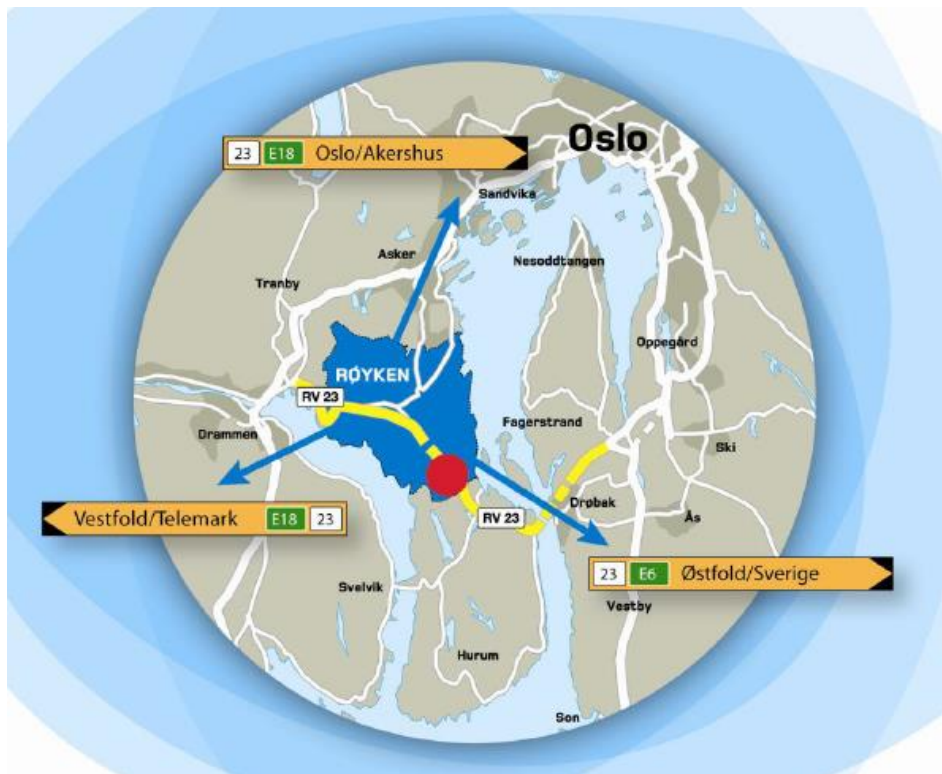 Oslo
23 E18 Oslo/Akershus
Sandvika
Asker
Nesoddtangen
Tranby
Oppegård
RØYKEN
RV 23
Fagerstrand
Drammen
Ski
Drøbak
Vestfold/Telemark E18 23
RV 23
Ås
23 E6 Østfold/Sverige
Svelvik
Vestby
Hurum
Son